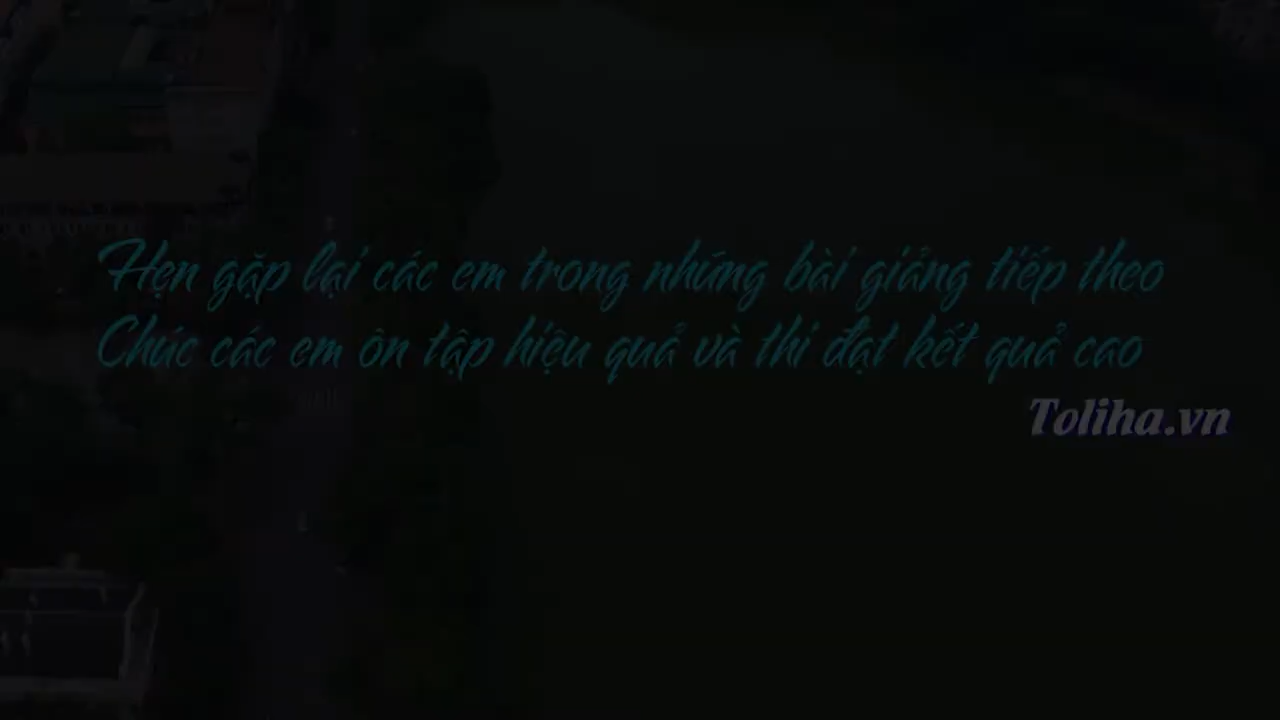 Hẹn gặp lại các em trong những bài giảng tiếp theo
Chúc các em ôn tập hiệu quả và thi đạt kết quả cao
Toliha.vn